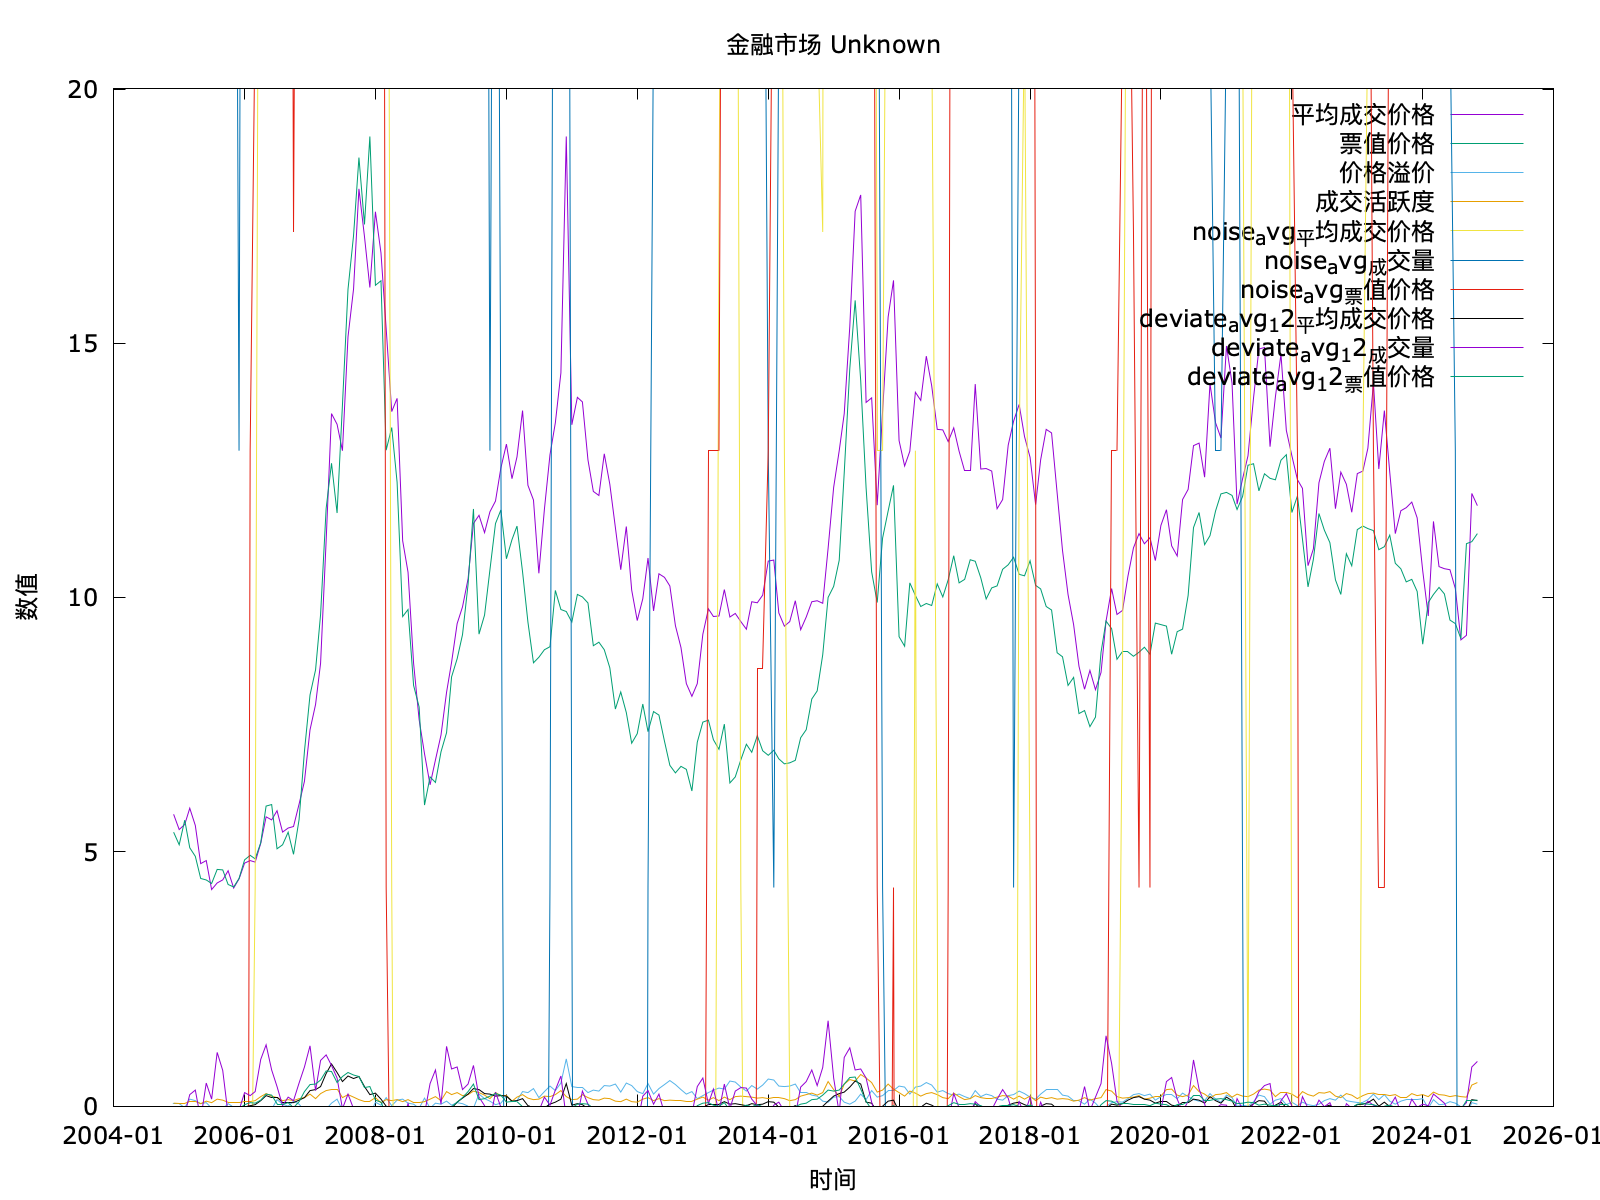 金融市场 Unknown
20
15
10
5
0
数值
平均成交价格
票值价格
价格溢价
成交活跃度
noiseavg平均成交价格
noiseavg成交量
noiseavg票值价格
deviateavg12平均成交价格
deviateavg12成交量
deviateavg12票值价格
2004-01 2006-01 2008-01 2010-01 2012-01 2014-01 2016-01 2018-01 2020-01 2022-01 2024-01 2026-01
时间